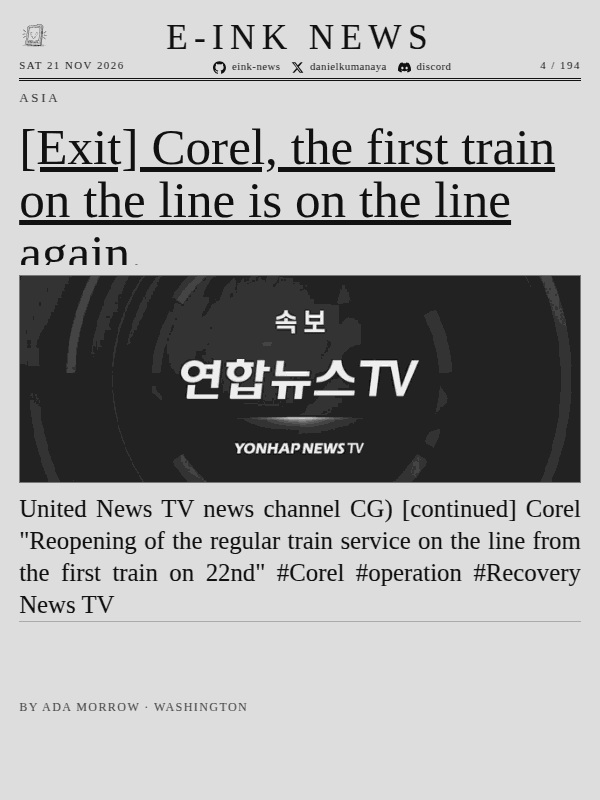 E-INK NEWS
SAT 21 NOV 2026
eink-news danielkumanaya discord
4 / 194
ASIA
[Exit] Corel, the first train
on the line is on the line
again.
속보
연합뉴스TV
YONHAP NEWS TV
United News TV news channel CG) [continued] Corel
"Reopening of the regular train service on the line from
the first train on 22nd" #Corel #operation #Recovery
News TV
BY ADA MORROW · WASHINGTON